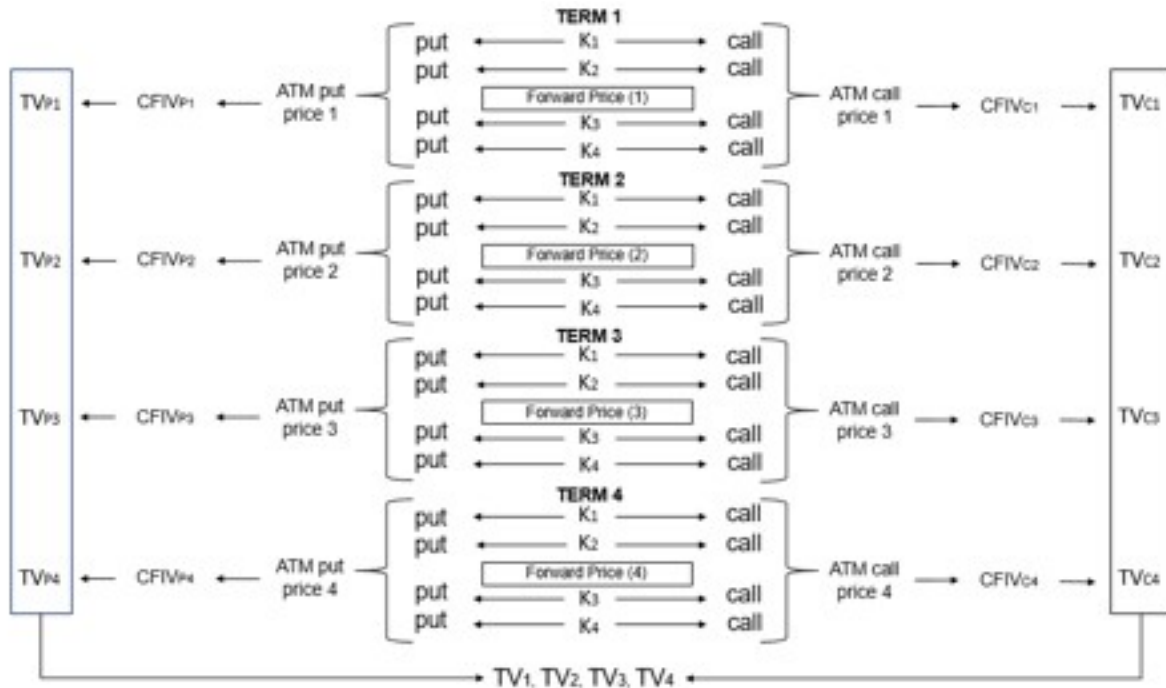 TERM 1
put K1 call
put K2 call
Forward Price (1)
put K3 call
put K4 call
TVP1 CFIVP1 ATM put price 1
ATM call price 1 CFIVC1 TVC1
TERM 2
put K1 call
put K2 call
Forward Price (2)
put K3 call
put K4 call
TVP2 CFIVP2 ATM put price 2
ATM call price 2 CFIVC2 TVC2
TERM 3
put K1 call
put K2 call
Forward Price (3)
put K3 call
put K4 call
TVP3 CFIVP3 ATM put price 3
ATM call price 3 CFIVC3 TVC3
TERM 4
put K1 call
put K2 call
Forward Price (4)
put K3 call
put K4 call
TVP4 CFIVP4 ATM put price 4
ATM call price 4 CFIVC4 TVC4
TV1, TV2, TV3, TV4